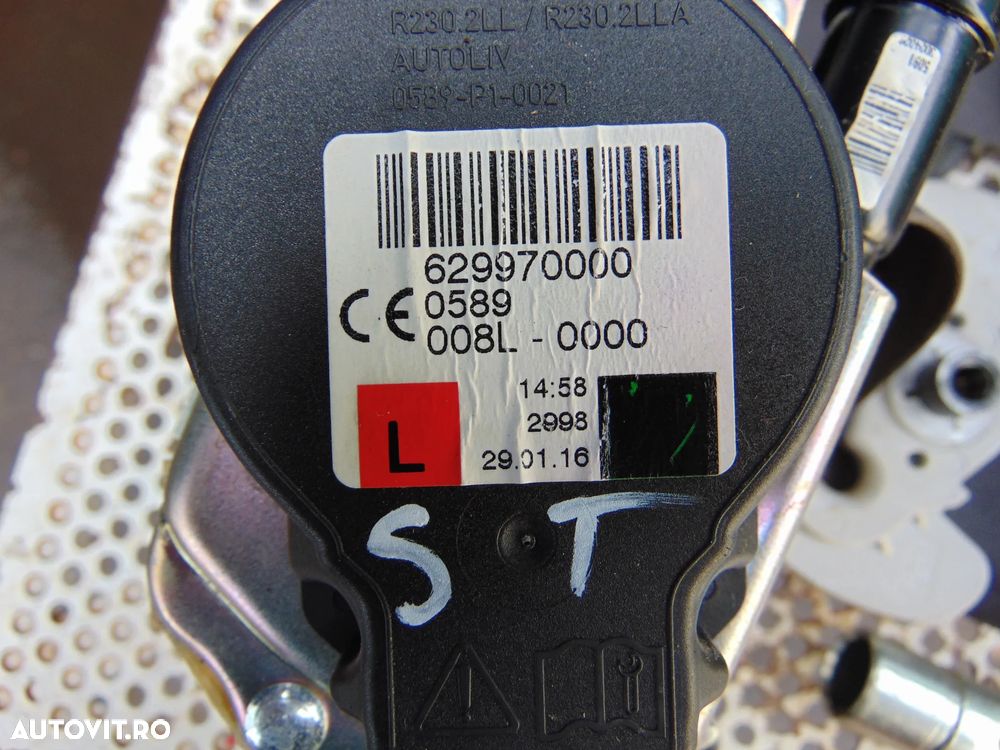 R230.2LL / R230.2LLA
AUTOLIV
0589-P1-0021
629970000
CE 0589
008L - 0000
14:58
2998
29.01.16
L
S T
AUTOVIT.RO